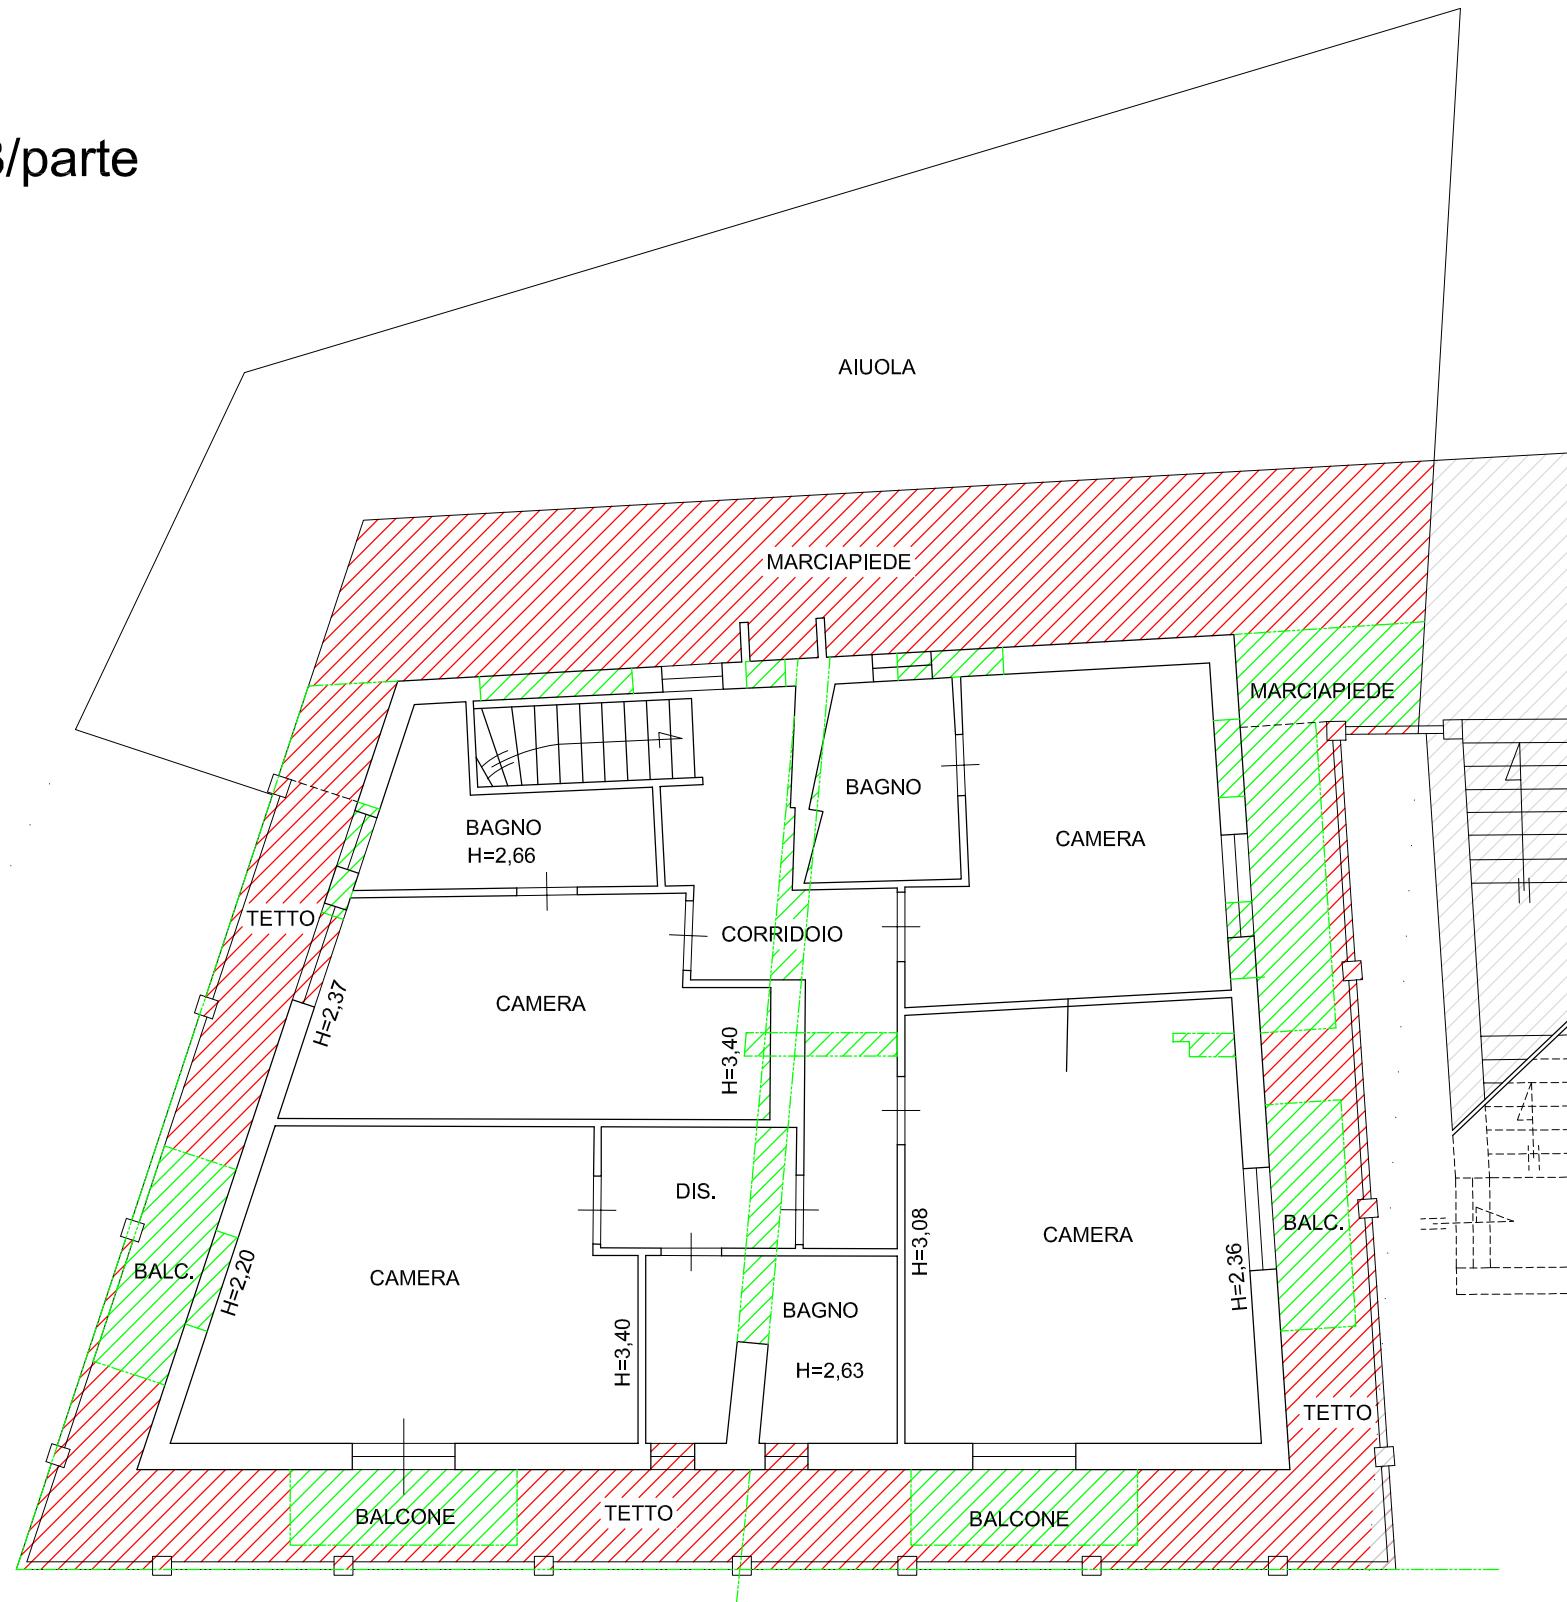 3/parte
AIUOLA
MARCIAPIEDE
MARCIAPIEDE
BAGNO
BAGNO
H=2,66
CAMERA
TETTO
CORRIDOIO
CAMERA
H=2,37
H=3,40
DIS.
BALC.
H=2,20
CAMERA
H=3,08
CAMERA
H=2,36
BALC.
BAGNO
H=2,63
H=3,40
TETTO
BALCONE
TETTO
BALCONE